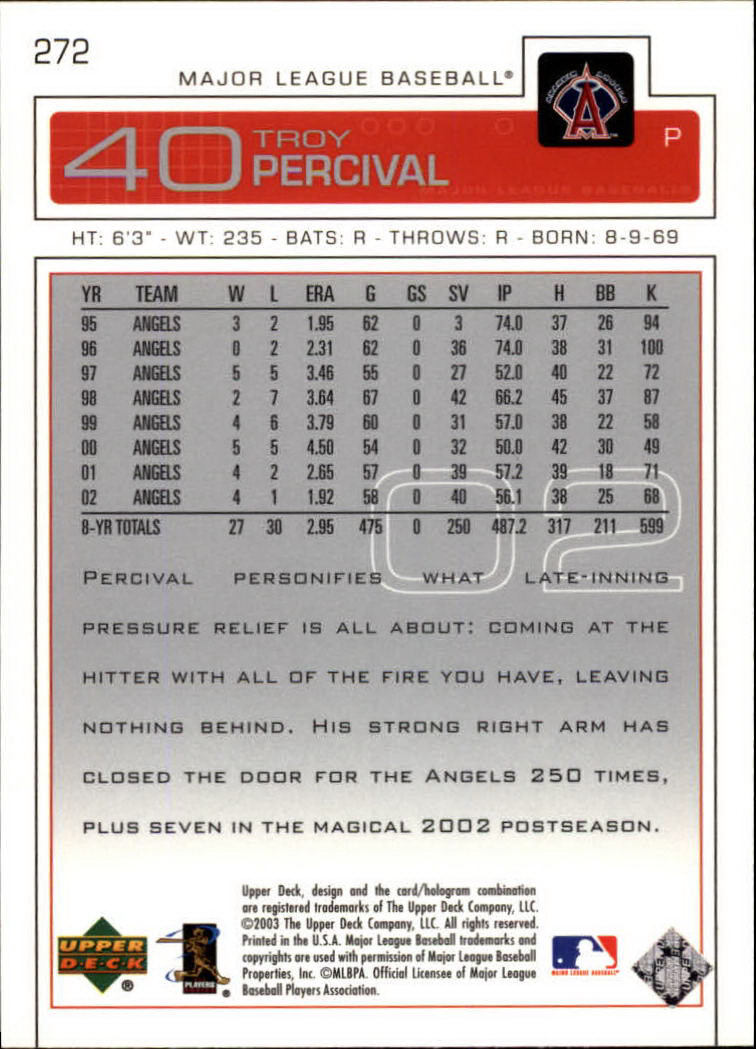 272
MAJOR LEAGUE BASEBALL®
40
TROY
PERCIVAL
P
MAJOR LEAGUE BASEBALL®
HT: 6'3" - WT: 235 - BATS: R - THROWS: R - BORN: 8-9-69
YR TEAM W L ERA G GS SV IP H BB K
95 ANGELS 3 2 1.95 62 0 3 74.0 37 26 94
96 ANGELS 0 2 2.31 62 0 36 74.0 38 31 100
97 ANGELS 5 5 3.46 55 0 27 52.0 40 22 72
98 ANGELS 2 7 3.64 67 0 42 66.2 45 37 87
99 ANGELS 4 6 3.79 60 0 31 57.0 38 22 58
00 ANGELS 5 5 4.50 54 0 32 50.0 42 30 49
01 ANGELS 4 2 2.65 57 0 39 57.2 39 18 71
02 ANGELS 4 1 1.92 58 0 40 56.1 38 25 68
8-YR TOTALS 27 30 2.95 475 0 250 487.2 317 211 599
02
PERCIVAL PERSONIFIES WHAT LATE-INNING
PRESSURE RELIEF IS ALL ABOUT: COMING AT THE
HITTER WITH ALL OF THE FIRE YOU HAVE, LEAVING
NOTHING BEHIND. HIS STRONG RIGHT ARM HAS
CLOSED THE DOOR FOR THE ANGELS 250 TIMES,
PLUS SEVEN IN THE MAGICAL 2002 POSTSEASON.
Upper Deck, design and the card/hologram combination
are registered trademarks of The Upper Deck Company, LLC.
©2003 The Upper Deck Company, LLC. All rights reserved.
Printed in the U.S.A. Major League Baseball trademarks and
copyrights are used with permission of Major League Baseball
Properties, Inc. ©MLBPA. Official Licensee of Major League
Baseball Players Association.
UPPER
DECK
®
PLAYERS
®
MAJOR LEAGUE BASEBALL
UPPER